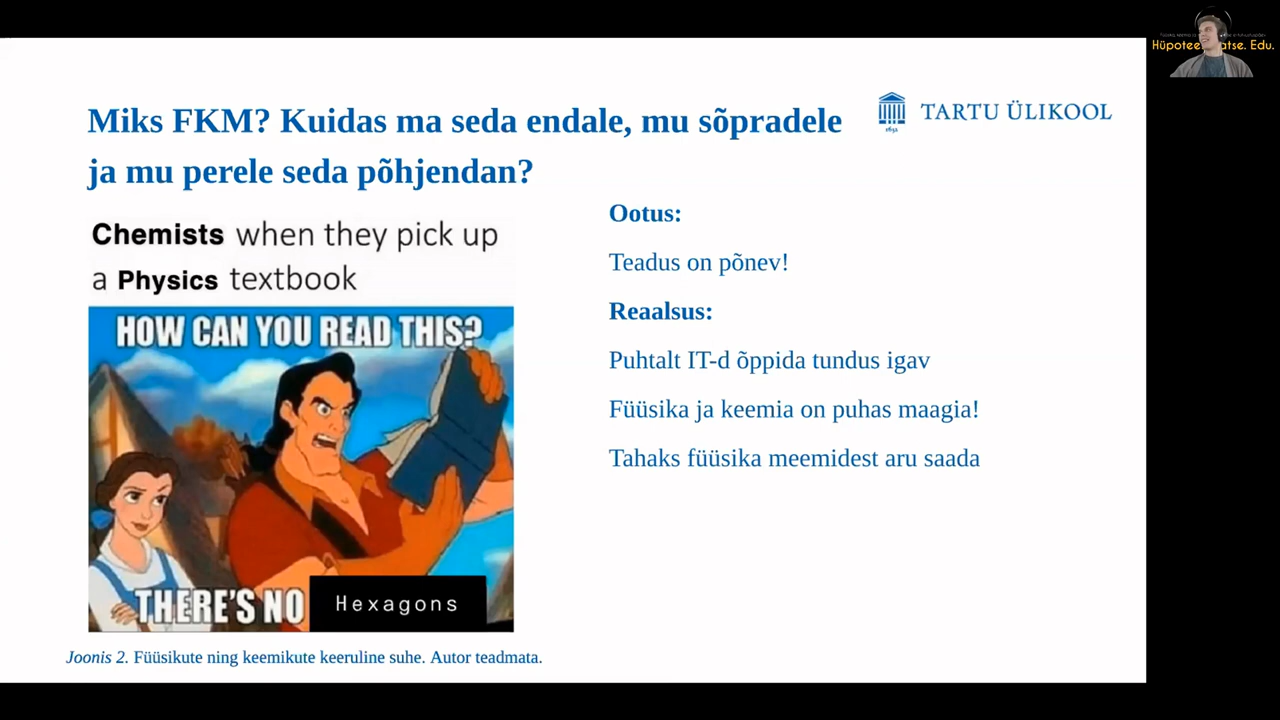 Miks FKM? Kuidas ma seda endale, mu sõpradele
ja mu perele seda põhjendan?
TARTU ÜLIKOOL
1632
Chemists when they pick up
a Physics textbook
HOW CAN YOU READ THIS?
THERE'S NO Hexagons
Joonis 2. Füüsikute ning keemikute keeruline suhe. Autor teadmata.
Ootus:
Teadus on põnev!
Reaalsus:
Puhtalt IT-d õppida tundus igav
Füüsika ja keemia on puhas maagia!
Tahaks füüsika meemidest aru saada
Edu.